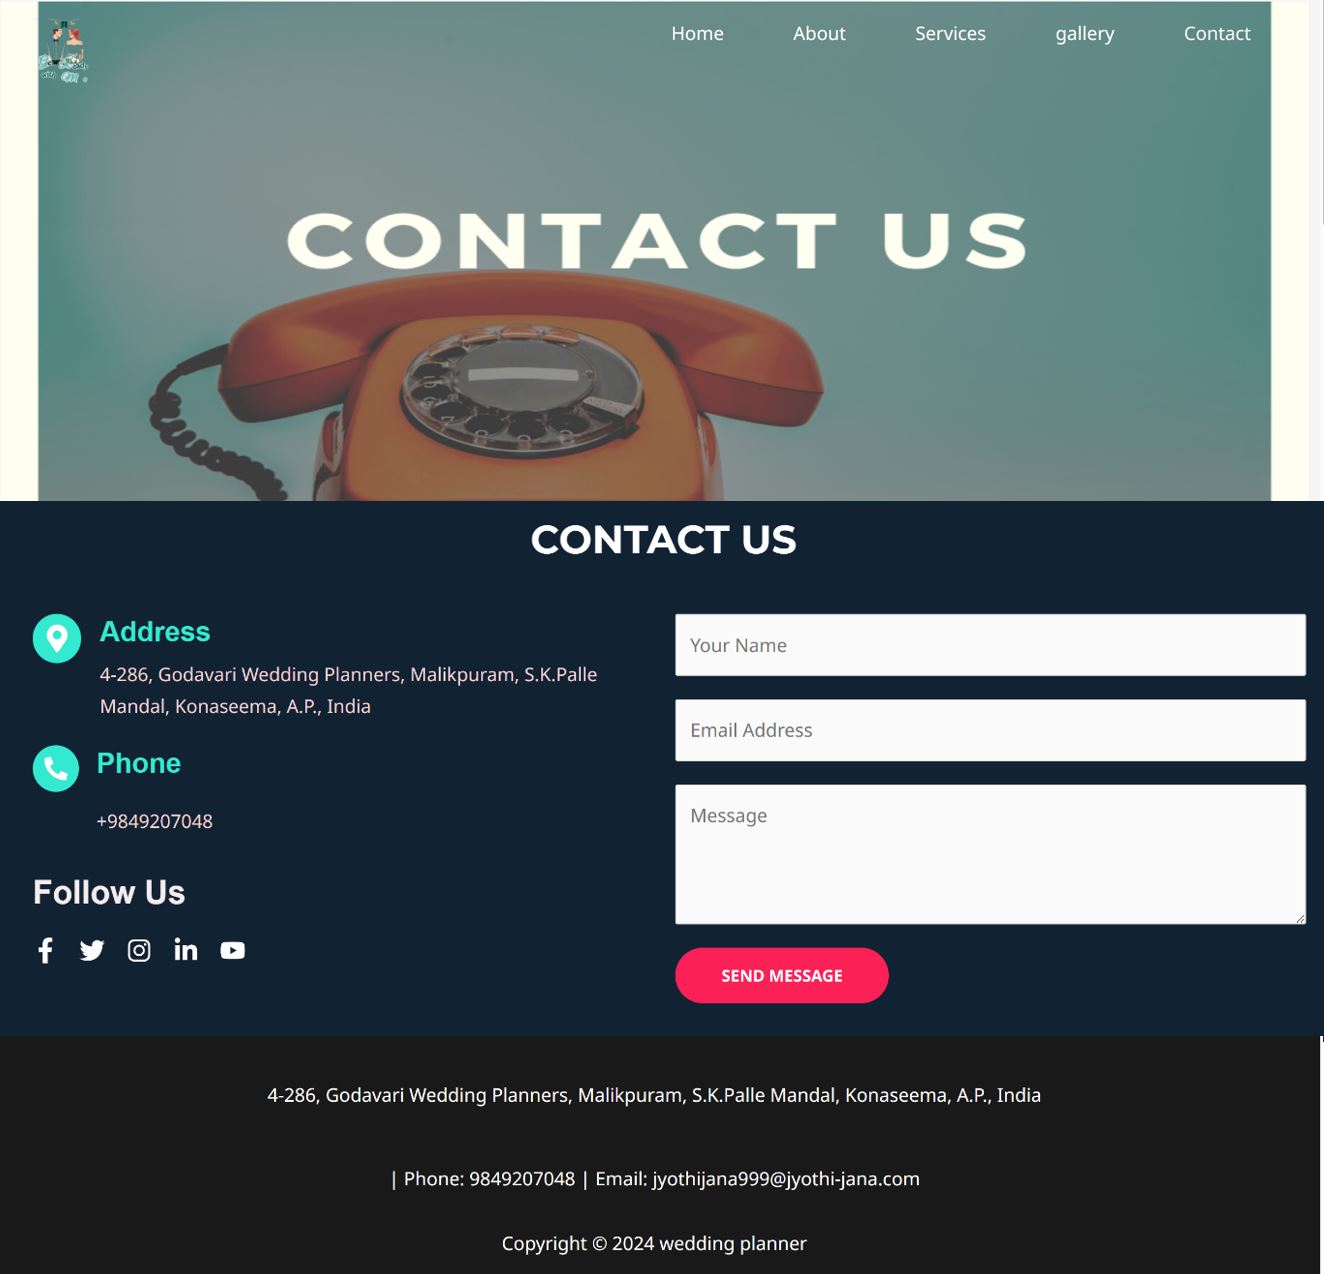 Home About Services gallery Contact
with
CONTACT US
CONTACT US
Address
4-286, Godavari Wedding Planners, Malikpuram, S.K.Palle
Mandal, Konaseema, A.P., India
Phone
+9849207048
Follow Us
Your Name
Email Address
Message
SEND MESSAGE
4-286, Godavari Wedding Planners, Malikpuram, S.K.Palle Mandal, Konaseema, A.P., India
| Phone: 9849207048 | Email: jyothijana999@jyothi-jana.com
Copyright © 2024 wedding planner